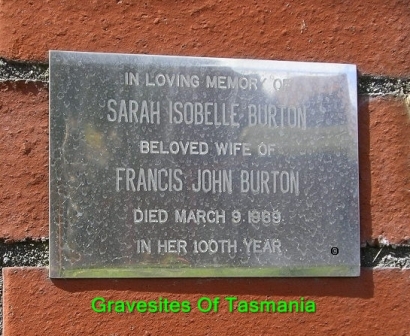 IN LOVING MEMORY OF
SARAH ISOBELLE BURTON
BELOVED WIFE OF
FRANCIS JOHN BURTON
DIED MARCH 9.1989.
IN HER 100TH YEAR
Gravesites Of Tasmania